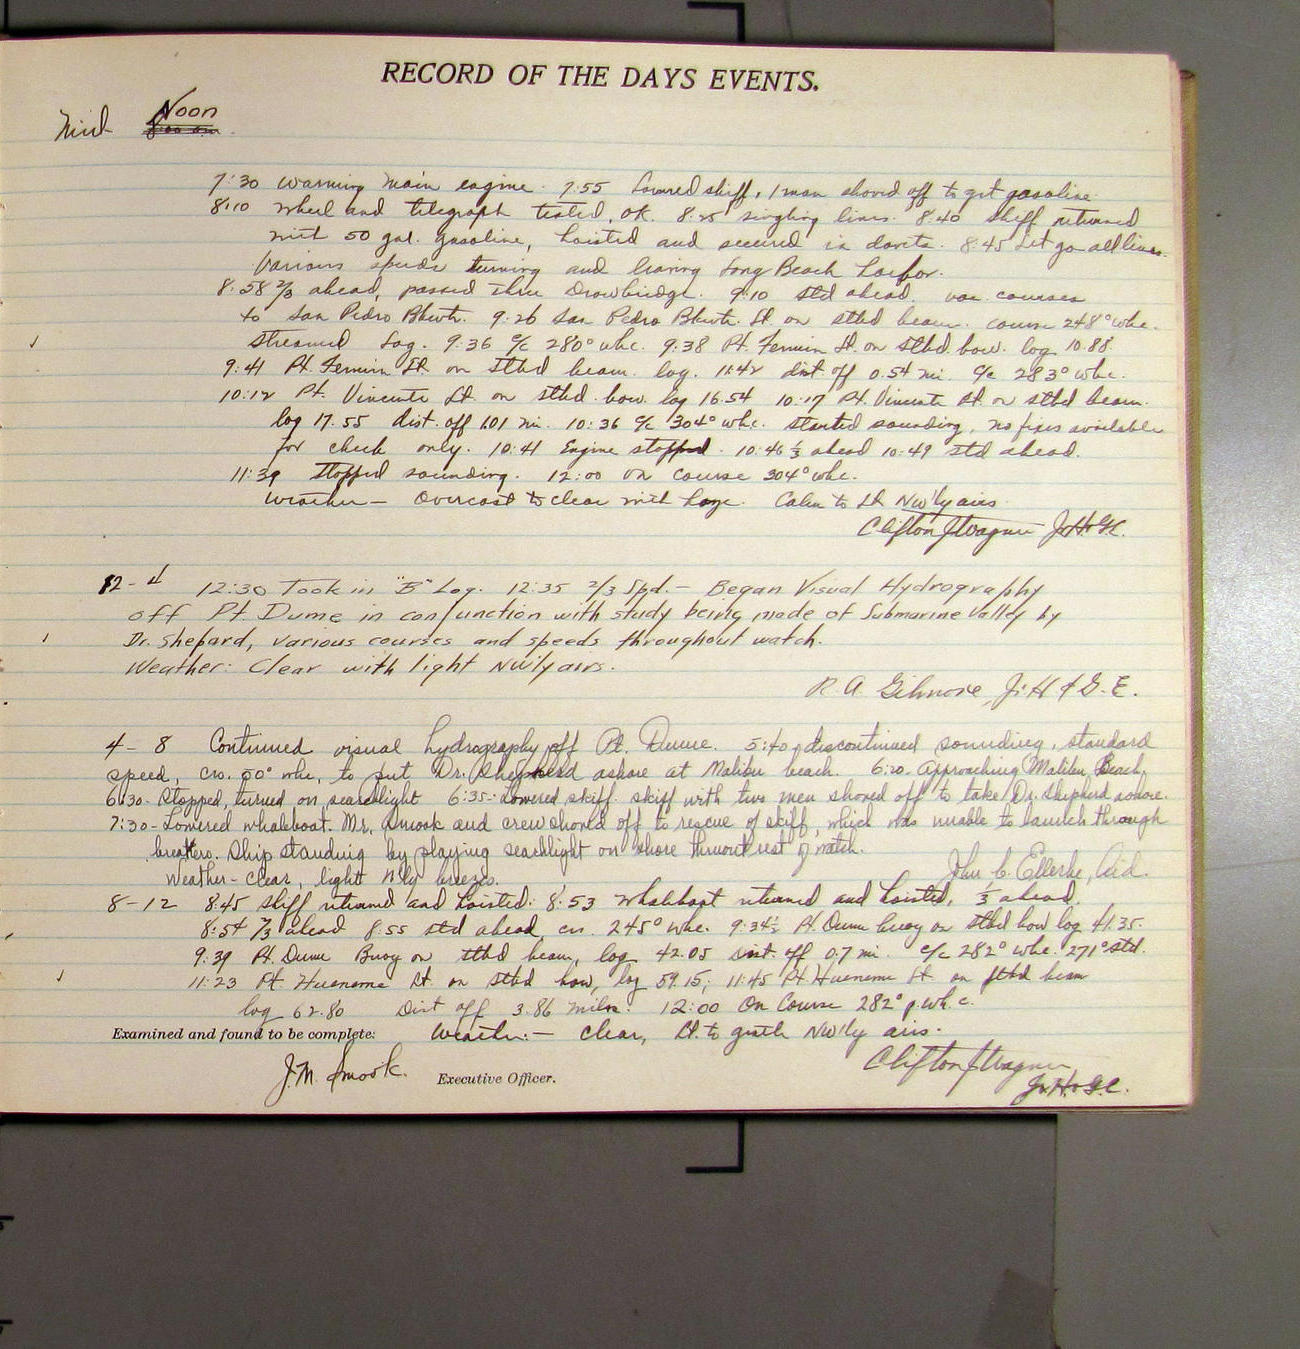 RECORD OF THE DAYS EVENTS.
Mid Noon
7:30 Warming main engine. 7:55 Lowered skiff, 1 man shoved off to get gasoline
8:10 Wheel and telegraph tested, OK. 8:25 singling lines. 8:40 Skiff returned
with 50 gal. gasoline, hoisted and secured in davits. 8:45 Let go all lines.
Various speeds turning and leaving Long Beach Harbor.
8:58 2/3 ahead, passed thru Drawbridge. 9:10 std ahead. var. courses
to San Pedro Bkwtr. 9:26 San Pedro Bkwtr. Lt. on stbd beam. course 248° whc.
streamed Log. 9:36 c/c 280° whc. 9:38 Pt. Fermin Lt. on stbd bow. log 10.88
9:41 Pt. Fermin Lt. on stbd beam. log. 11.42 dist. off 0.54 mi. c/c 283° whc.
10:12 Pt. Vincente Lt. on stbd. bow. log 16.54 10:17 Pt. Vincente Lt. on stbd beam.
log 17.55 dist. off 1.01 mi. 10:36 c/c 304° whc. started sounding, no fixes available
for check only. 10:41 Engine stopped. 10:46 1/3 ahead 10:49 std ahead.
11:39 stopped sounding. 12:00 on course 304° whc.
Weather — Overcast to clear with haze. Calm to Lt NW'ly airs
Clifton J Wagner Jr. H & G.E.
12 - 4 12:30 Took in "B" Log. 12:35 2/3 Spd. — Began Visual Hydrography
off Pt. Dume in conjunction with study being made of Submarine Valley by
Dr. Shepard, various courses and speeds throughout watch.
Weather: Clear with light NW'ly airs.
R. A. Gilmore, Jr. H & G. E.
4 - 8 Continued visual hydrography off Pt. Dume. 5:40, discontinued sounding, standard
speed, crs. 50° whc, to put Dr. Shepherd ashore at Malibu beach. 6:20- Approaching Malibu Beach
6:30- Stopped, turned on searchlight 6:35- Lowered skiff. skiff with two men shoved off to take Dr. Shepherd ashore.
7:30- Lowered whaleboat. Mr. Smook and crew shoved off to rescue of skiff, which was unable to launch through
breakers. Ship standing by playing searchlight on shore thruout rest of watch.
Weather- clear, light N'ly breezes. John C. Ellerbe, Aid.
8 - 12 8:45 skiff returned and hoisted. 8:53 Whaleboat returned and hoisted, 1/3 ahead.
8:54 2/3 ahead 8:55 std ahead, crs. 245° whc. 9:34½ Pt. Dume buoy on stbd bow log 41.35.
9:39 Pt. Dume Buoy on stbd beam, log 42.05 Dist. off 0.7 mi. c/c 282° whc. 271° std.
11:23 Pt. Hueneme Lt. on stbd bow, log 59.15; 11:45 Pt Hueneme Lt. on stbd beam
log 62.80 Dist off 3.86 miles. 12:00 On Course 282° p.wh.c.
Examined and found to be complete: Weather:— Clear, Lt. to gentle NW'ly airs.
J.M. Smook. Executive Officer. Clifton J Wagner
Jr. H. & G.E.